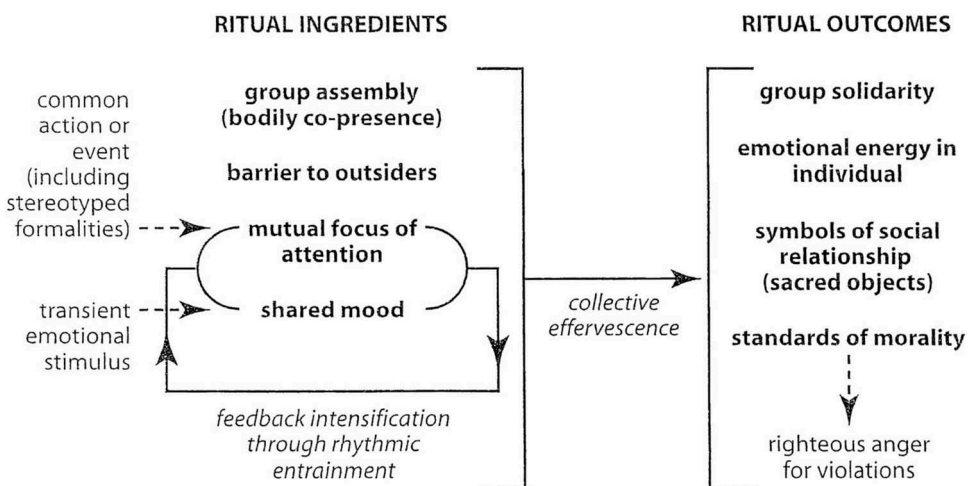 RITUAL INGREDIENTS
RITUAL OUTCOMES
common
action or
event
(including
stereotyped
formalities)
transient
emotional
stimulus
group assembly
(bodily co-presence)
barrier to outsiders
mutual focus of
attention
shared mood
feedback intensification
through rhythmic
entrainment
collective
effervescence
group solidarity
emotional energy in
individual
symbols of social
relationship
(sacred objects)
standards of morality
righteous anger
for violations